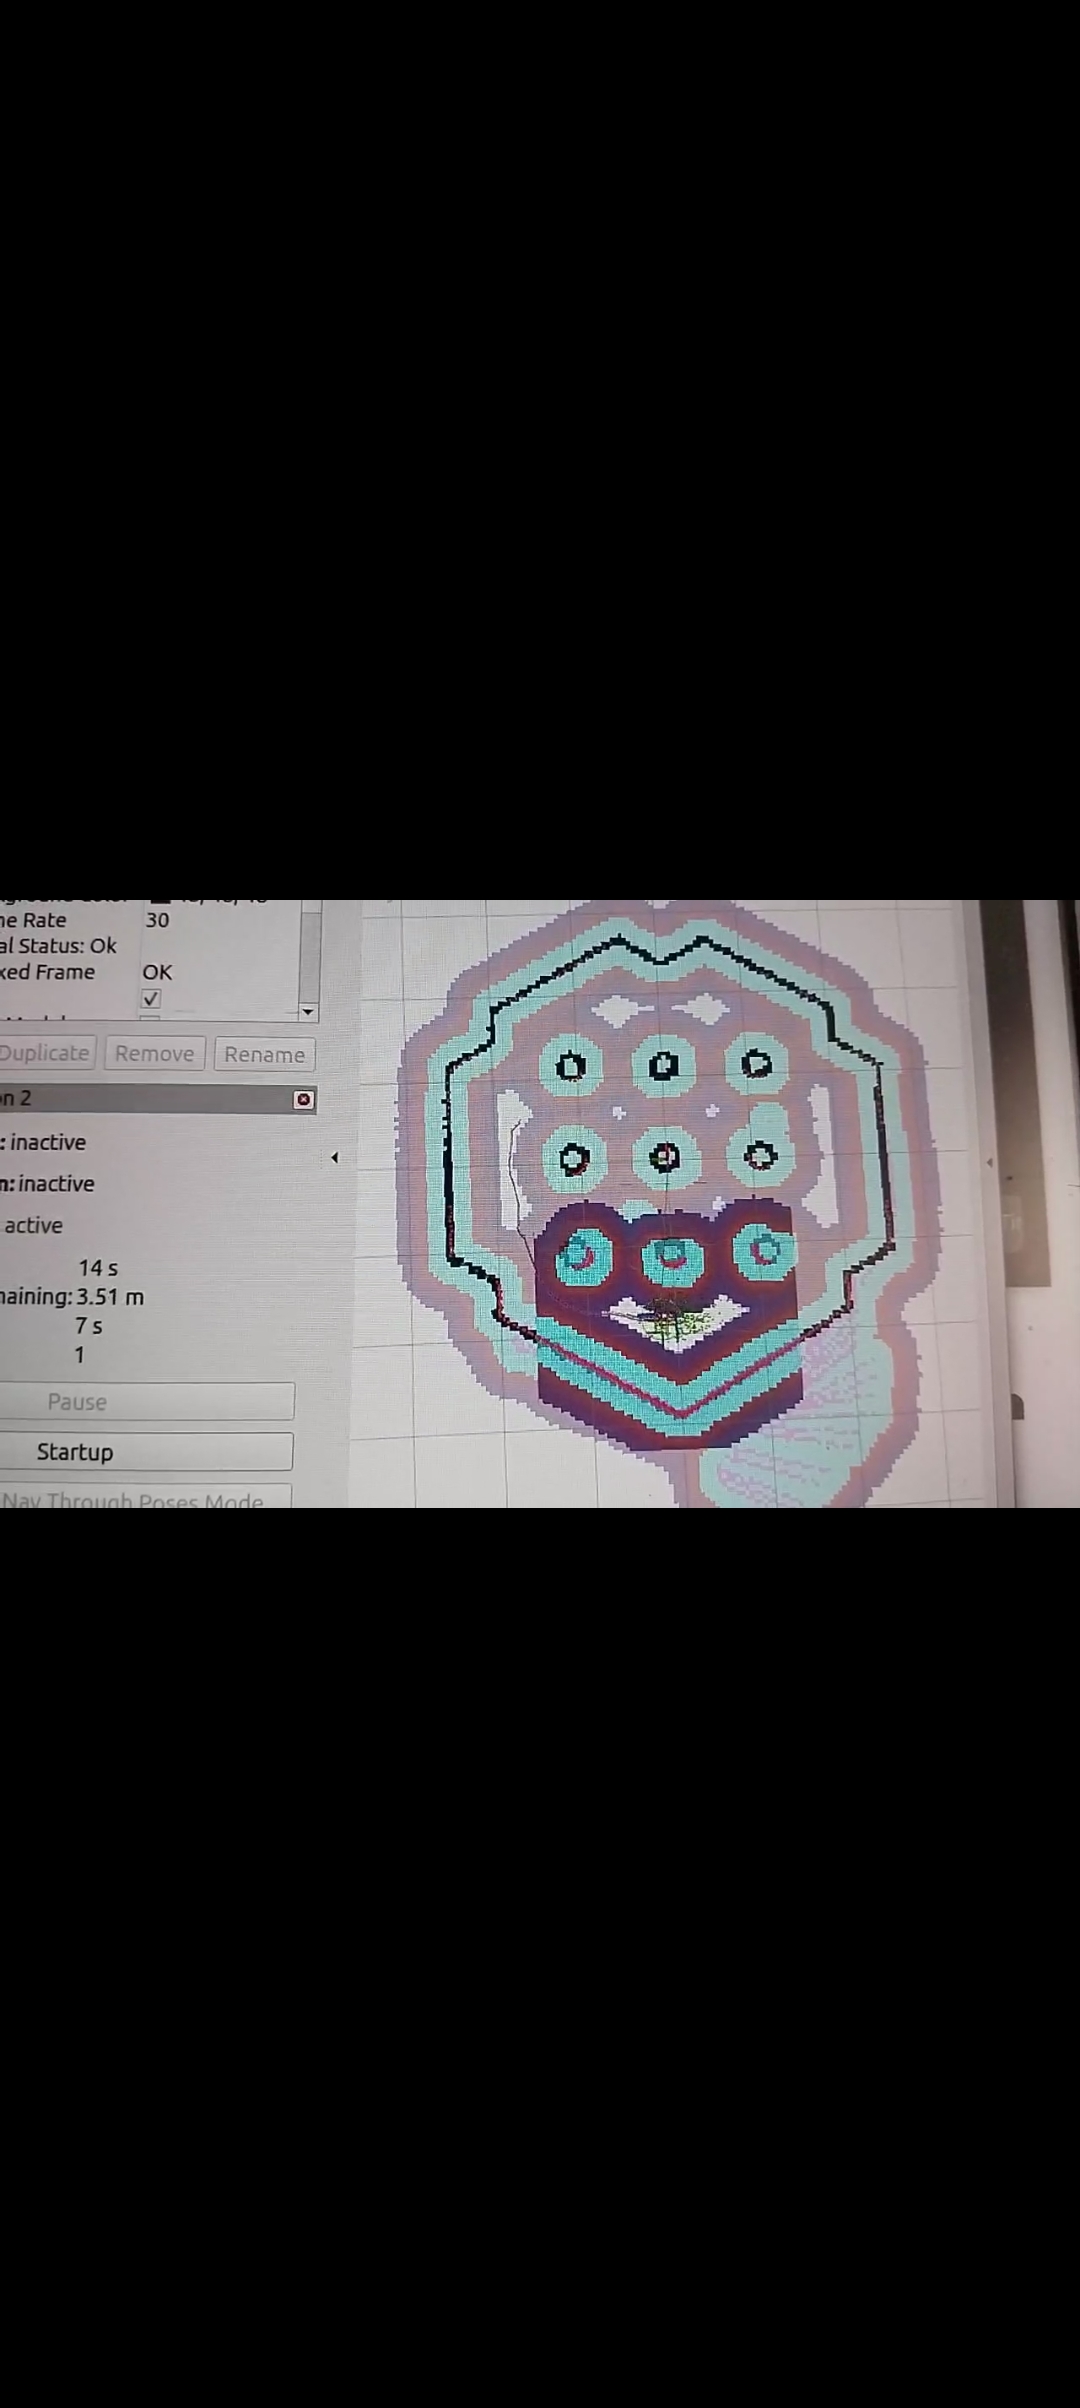 ne Rate 30
al Status: Ok
xed Frame OK
Duplicate Remove Rename
on 2
: inactive
n: inactive
active
14 s
naining: 3.51 m
7 s
1
Pause
Startup
Nav Through Poses Mode